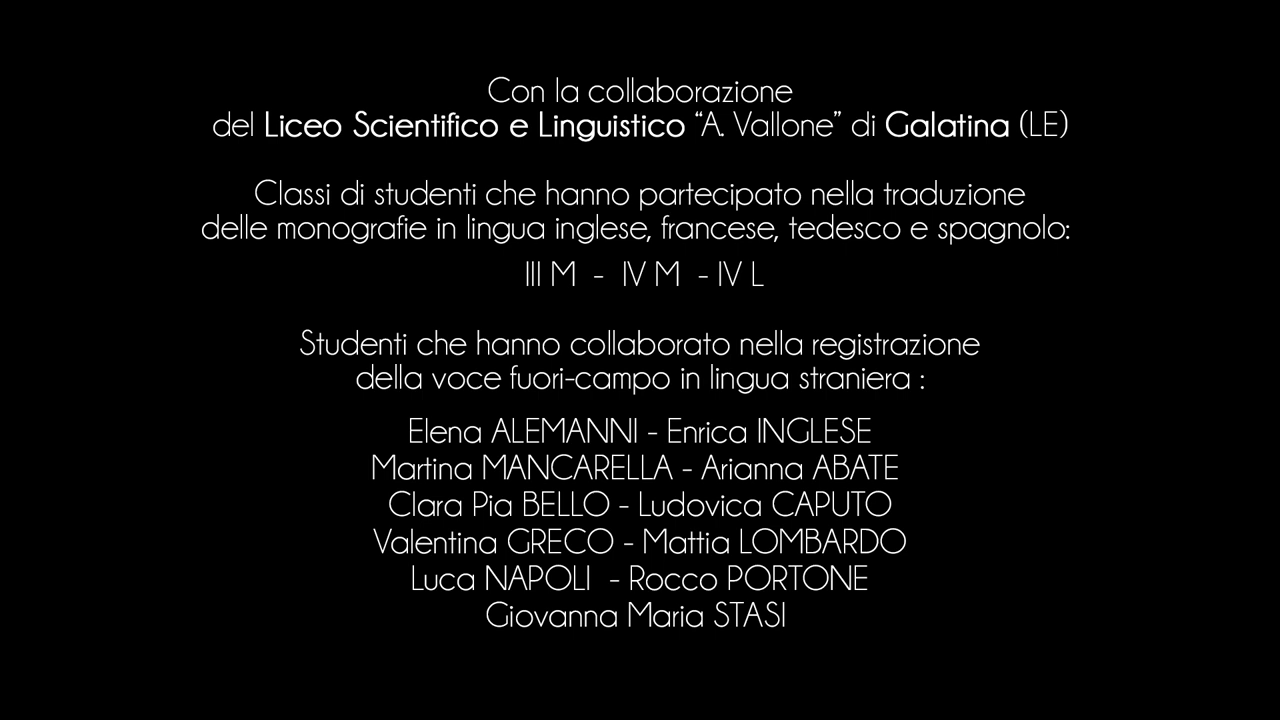 Con la collaborazione
del Liceo Scientifico e Linguistico “A. Vallone” di Galatina (LE)
Classi di studenti che hanno partecipato nella traduzione
delle monografie in lingua inglese, francese, tedesco e spagnolo:
III M - IV M - IV L
Studenti che hanno collaborato nella registrazione
della voce fuori-campo in lingua straniera :
Elena ALEMANNI - Enrica INGLESE
Martina MANCARELLA - Arianna ABATE
Clara Pia BELLO - Ludovica CAPUTO
Valentina GRECO - Mattia LOMBARDO
Luca NAPOLI - Rocco PORTONE
Giovanna Maria STASI